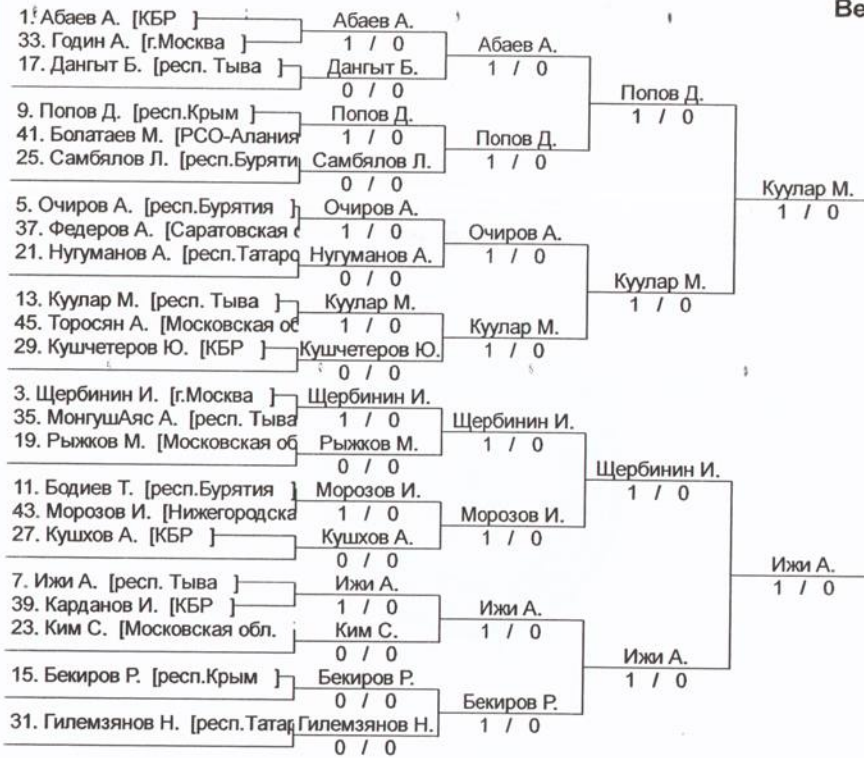 Ве
1. Абаев А. [КБР ]
33. Годин А. [г.Москва ]
17. Дангыт Б. [респ. Тыва ]
9. Попов Д. [респ.Крым ]
41. Болатаев М. [РСО-Алания
25. Самбялов Л. [респ.Буряти
5. Очиров А. [респ.Бурятия ]
37. Федеров А. [Саратовская о
21. Нугуманов А. [респ.Татарс
13. Куулар М. [респ. Тыва ]
45. Торосян А. [Московская об
29. Кушчетеров Ю. [КБР ]
3. Щербинин И. [г.Москва ]
35. МонгушАяс А. [респ. Тыва
19. Рыжков М. [Московская об
11. Бодиев Т. [респ.Бурятия ]
43. Морозов И. [Нижегородска
27. Кушхов А. [КБР ]
7. Ижи А. [респ. Тыва ]
39. Карданов И. [КБР ]
23. Ким С. [Московская обл.
15. Бекиров Р. [респ.Крым ]
31. Гилемзянов Н. [респ.Татар
Абаев А.
1 / 0
Дангыт Б.
0 / 0
Попов Д.
1 / 0
Самбялов Л.
0 / 0
Очиров А.
1 / 0
Нугуманов А.
0 / 0
Куулар М.
1 / 0
Кушчетеров Ю.
0 / 0
Щербинин И.
1 / 0
Рыжков М.
0 / 0
Морозов И.
1 / 0
Кушхов А.
0 / 0
Ижи А.
1 / 0
Ким С.
0 / 0
Бекиров Р.
0 / 0
Гилемзянов Н.
0 / 0
Абаев А.
1 / 0
Попов Д.
1 / 0
Очиров А.
1 / 0
Куулар М.
1 / 0
Щербинин И.
1 / 0
Морозов И.
1 / 0
Ижи А.
1 / 0
Бекиров Р.
1 / 0
Попов Д.
1 / 0
Куулар М.
1 / 0
Щербинин И.
1 / 0
Ижи А.
1 / 0
Куулар М.
1 / 0
Ижи А.
1 / 0